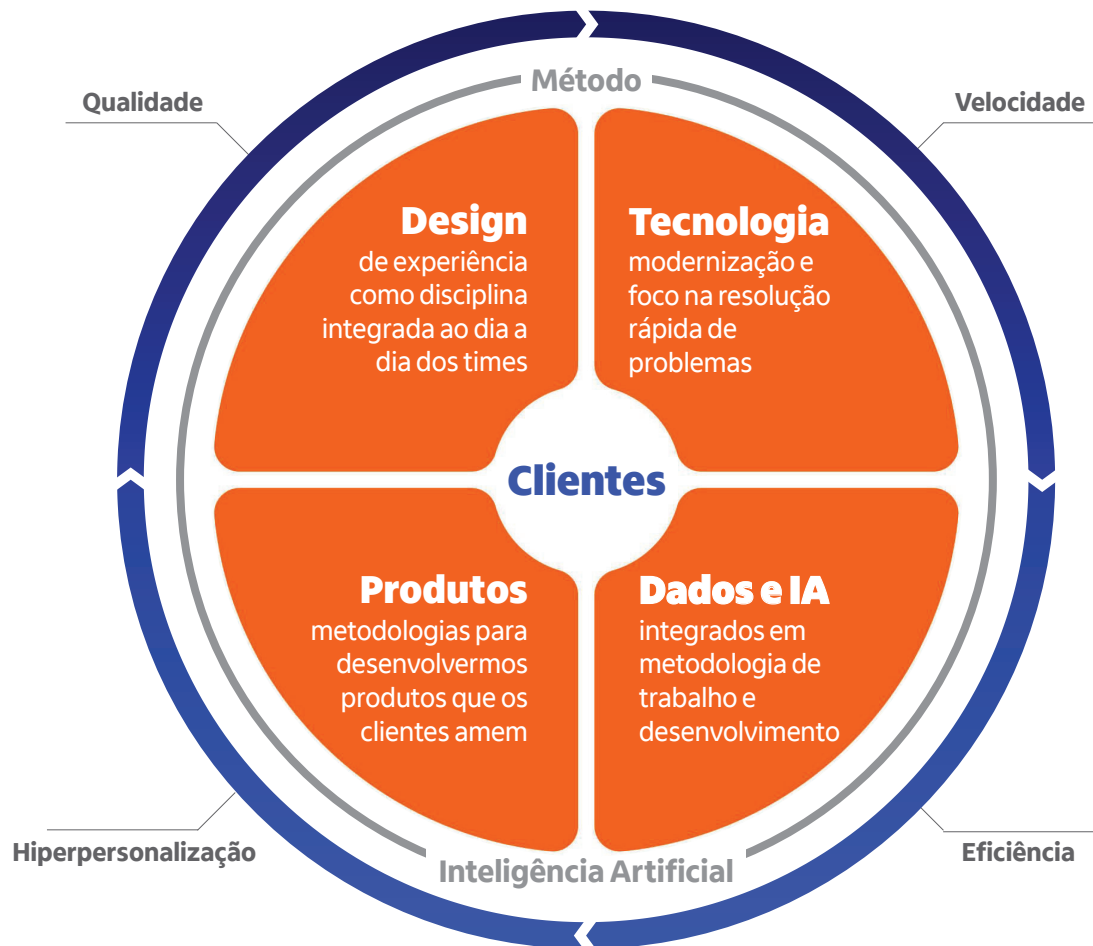 Método
Qualidade
Velocidade
Design
de experiência
como disciplina
integrada ao dia a
dia dos times
Tecnologia
modernização e
foco na resolução
rápida de
problemas
Clientes
Produtos
metodologias para
desenvolvermos
produtos que os
clientes amem
Dados e IA
integrados em
metodologia de
trabalho e
desenvolvimento
Hiperpersonalização
Eficiência
Inteligência Artificial